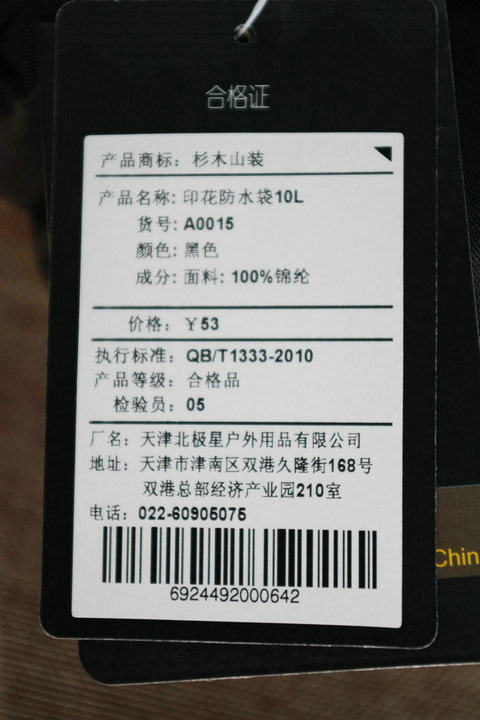 合格证
产品商标：杉木山装
产品名称：印花防水袋10L
货号：A0015
颜色：黑色
成分：面料：100%锦纶
价格：￥53
执行标准：QB/T1333-2010
产品等级：合格品
检验员：05
厂名：天津北极星户外用品有限公司
地址：天津市津南区双港久隆街168号
双港总部经济产业园210室
电话：022-60905075
6924492000642
Chin